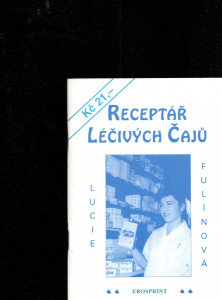 Kč 21,-
RECEPTÁŘ
LÉČIVÝCH ČAJŮ
LUCIE
FULÍNOVÁ
EROSPRINT